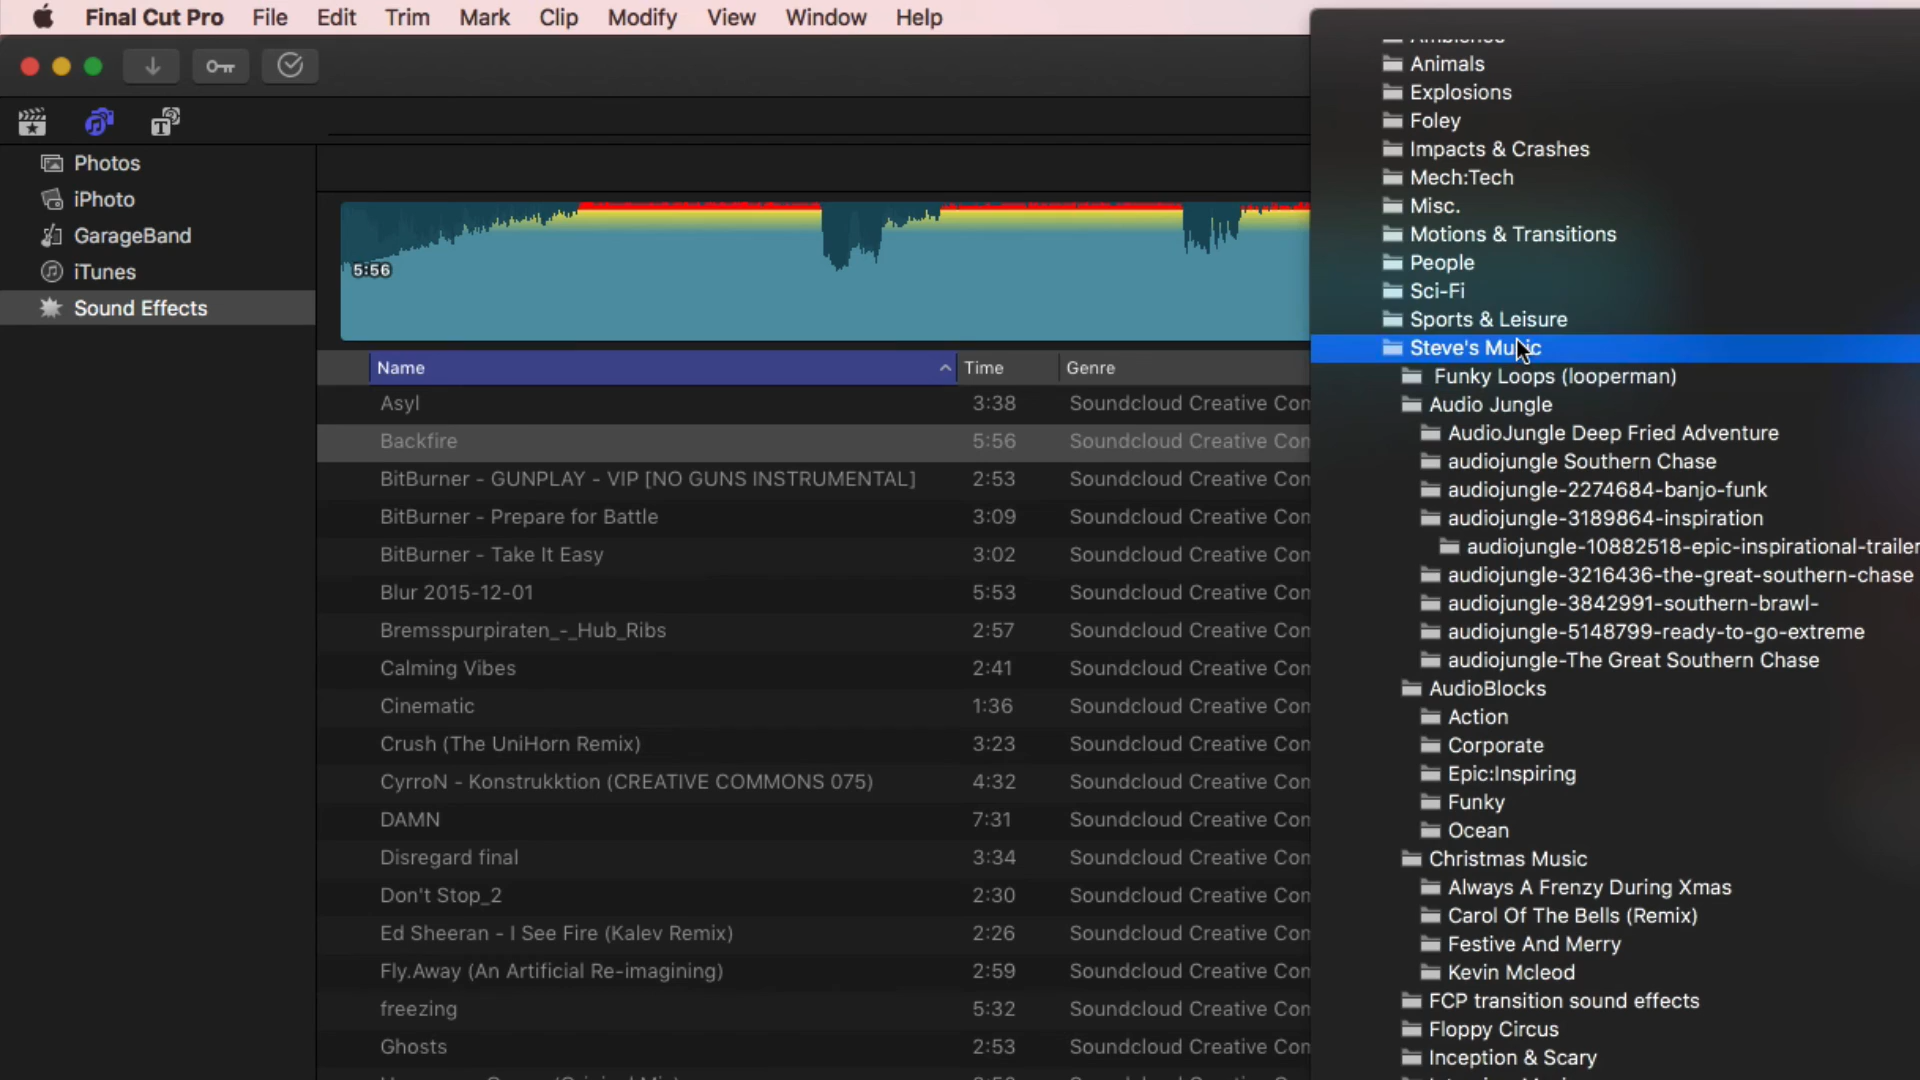 Final Cut Pro File Edit Trim Mark Clip Modify View Window Help
Photos
iPhoto
GarageBand
iTunes
Sound Effects
5:56
Name Time Genre
Asyl 3:38 Soundcloud Creative Con
Backfire 5:56 Soundcloud Creative Con
BitBurner - GUNPLAY - VIP [NO GUNS INSTRUMENTAL] 2:53 Soundcloud Creative Con
BitBurner - Prepare for Battle 3:09 Soundcloud Creative Con
BitBurner - Take It Easy 3:02 Soundcloud Creative Con
Blur 2015-12-01 5:53 Soundcloud Creative Con
Bremsspurpiraten_-_Hub_Ribs 2:57 Soundcloud Creative Con
Calming Vibes 2:41 Soundcloud Creative Con
Cinematic 1:36 Soundcloud Creative Con
Crush (The UniHorn Remix) 3:23 Soundcloud Creative Con
CyrroN - Konstrukktion (CREATIVE COMMONS 075) 4:32 Soundcloud Creative Con
DAMN 7:31 Soundcloud Creative Con
Disregard final 3:34 Soundcloud Creative Con
Don't Stop_2 2:30 Soundcloud Creative Con
Ed Sheeran - I See Fire (Kalev Remix) 2:26 Soundcloud Creative Con
Fly.Away (An Artificial Re-imagining) 2:59 Soundcloud Creative Con
freezing 5:32 Soundcloud Creative Con
Ghosts 2:53 Soundcloud Creative Con
Animals
Explosions
Foley
Impacts & Crashes
Mech:Tech
Misc.
Motions & Transitions
People
Sci-Fi
Sports & Leisure
Steve's Music
Funky Loops (looperman)
Audio Jungle
AudioJungle Deep Fried Adventure
audiojungle Southern Chase
audiojungle-2274684-banjo-funk
audiojungle-3189864-inspiration
audiojungle-10882518-epic-inspirational-trailer
audiojungle-3216436-the-great-southern-chase
audiojungle-3842991-southern-brawl-
audiojungle-5148799-ready-to-go-extreme
audiojungle-The Great Southern Chase
AudioBlocks
Action
Corporate
Epic:Inspiring
Funky
Ocean
Christmas Music
Always A Frenzy During Xmas
Carol Of The Bells (Remix)
Festive And Merry
Kevin Mcleod
FCP transition sound effects
Floppy Circus
Inception & Scary